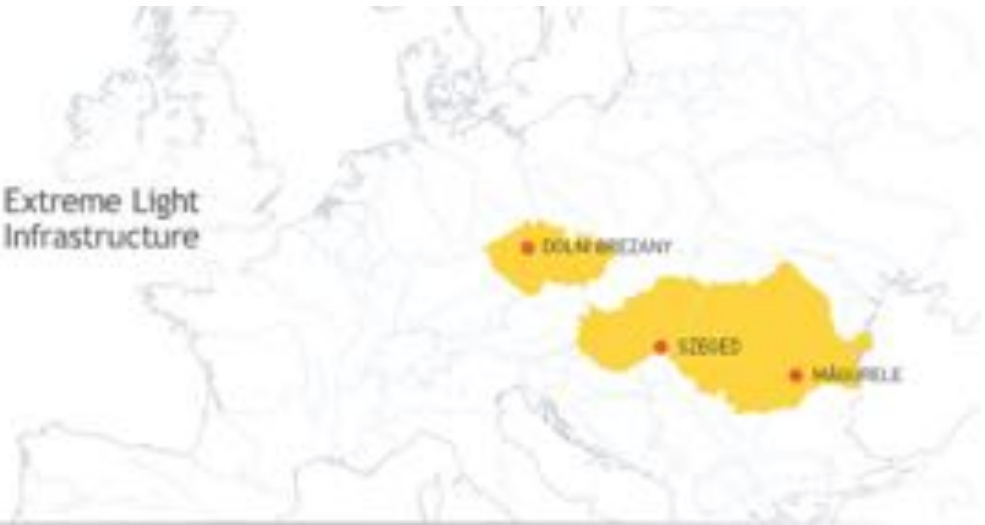 Extreme Light
Infrastructure
DOLNÍ BŘEŽANY
SZEGED
MĂGURELE